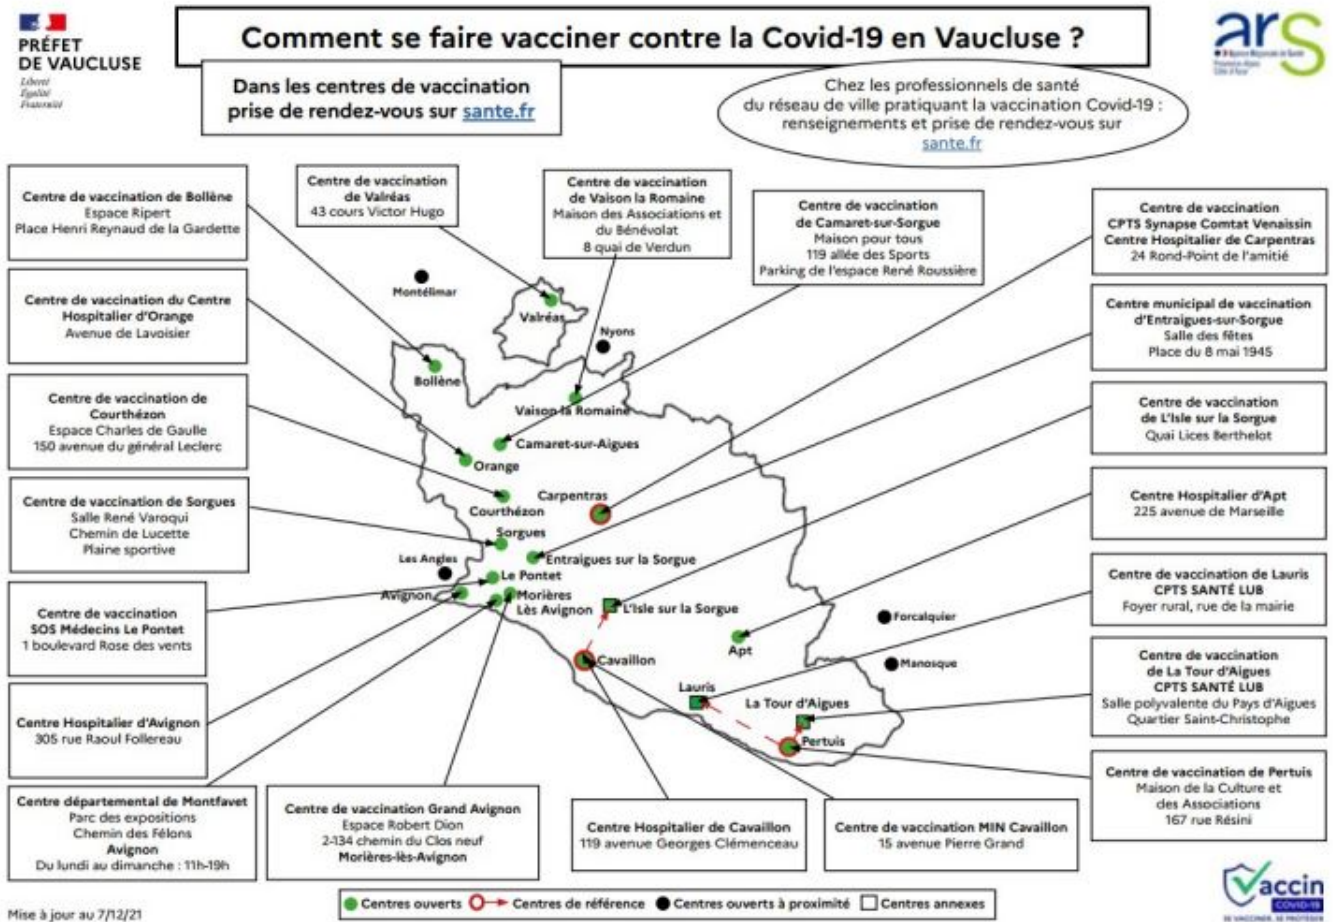 PRÉFET
DE VAUCLUSE
Liberté
Égalité
Fraternité
Comment se faire vacciner contre la Covid-19 en Vaucluse ?
ars
Dans les centres de vaccination
prise de rendez-vous sur sante.fr
Chez les professionnels de santé
du réseau de ville pratiquant la vaccination Covid-19 :
renseignements et prise de rendez-vous sur
sante.fr
Centre de vaccination de Bollène
Espace Ripert
Place Henri Reynaud de la Gardette
Centre de vaccination
de Valréas
43 cours Victor Hugo
Centre de vaccination
de Vaison la Romaine
Maison des Associations et
du Bénévolat
8 quai de Verdun
Centre de vaccination
de Camaret-sur-Sorgue
Maison pour tous
119 allée des Sports
Parking de l'espace René Roussière
Centre de vaccination
CPTS Synapse Comtat Venaissin
Centre Hospitalier de Carpentras
24 Rond-Point de l'amitié
Centre de vaccination du Centre
Hospitalier d'Orange
Avenue de Lavoisier
Centre municipal de vaccination
d'Entraigues-sur-Sorgue
Salle des fêtes
Place du 8 mai 1945
Centre de vaccination de
Courthézon
Espace Charles de Gaulle
150 avenue du général Leclerc
Centre de vaccination
de L'Isle sur la Sorgue
Quai Lices Berthelot
Centre de vaccination de Sorgues
Salle René Varoqui
Chemin de Lucette
Plaine sportive
Centre Hospitalier d'Apt
225 avenue de Marseille
Centre de vaccination
SOS Médecins Le Pontet
1 boulevard Rose des vents
Centre de vaccination de Lauris
CPTS SANTÉ LUB
Foyer rural, rue de la mairie
Centre de vaccination
de La Tour d'Aigues
CPTS SANTÉ LUB
Salle polyvalente du Pays d'Aigues
Quartier Saint-Christophe
Centre Hospitalier d'Avignon
305 rue Raoul Follereau
Centre de vaccination de Pertuis
Maison de la Culture et
des Associations
167 rue Résini
Centre départemental de Montfavet
Parc des expositions
Chemin des Félons
Avignon
Du lundi au dimanche : 11h-19h
Centre de vaccination Grand Avignon
Espace Robert Dion
2-134 chemin du Clos neuf
Morières-lès-Avignon
Centre Hospitalier de Cavaillon
119 avenue Georges Clémenceau
Centre de vaccination MIN Cavaillon
15 avenue Pierre Grand
Montélimar
Valréas
Nyons
Bollène
Vaison la Romaine
Camaret-sur-Aigues
Orange
Carpentras
Courthézon
Sorgues
Les Angles
Entraigues sur la Sorgue
Le Pontet
Avignon
Morières
Lès Avignon
L'Isle sur la Sorgue
Forcalquier
Apt
Cavaillon
Manosque
Lauris
La Tour d'Aigues
Pertuis
Centres ouverts
Centres de référence
Centres ouverts à proximité
Centres annexes
Mise à jour au 7/12/21
Vaccin
COVID-19
SE VACCINER, SE PROTÉGER